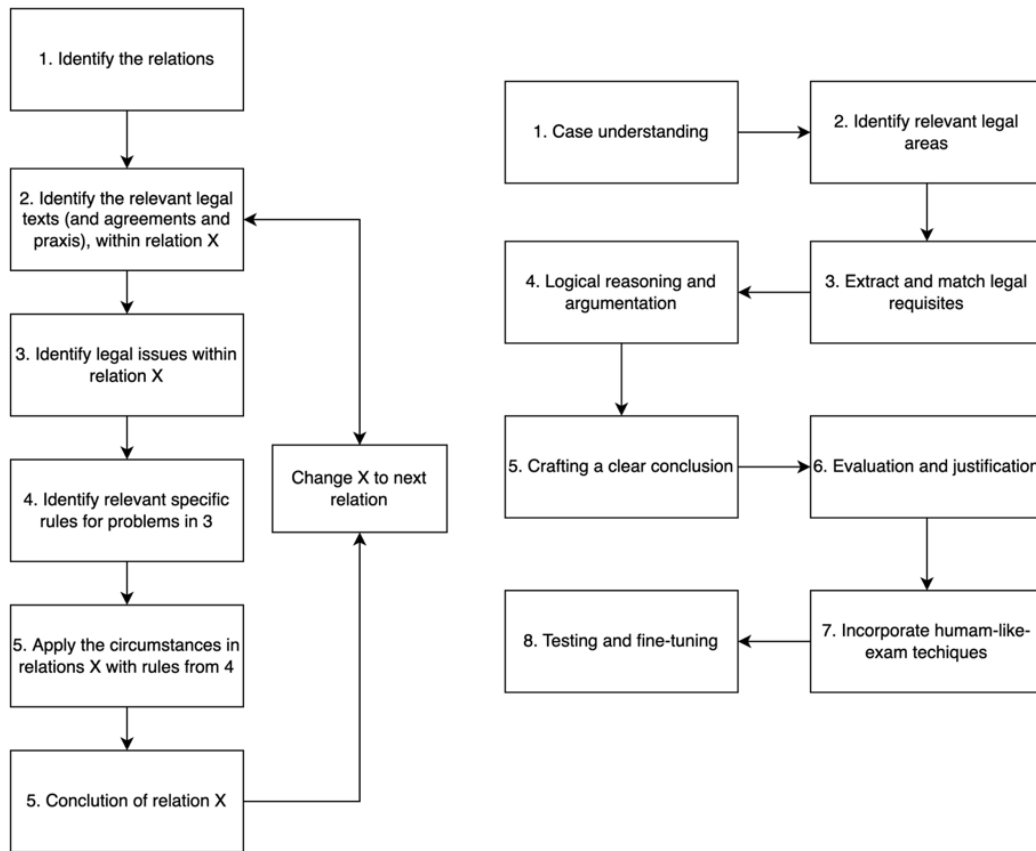 1. Identify the relations
2. Identify the relevant legal
texts (and agreements and
praxis), within relation X
3. Identify legal issues within
relation X
4. Identify relevant specific
rules for problems in 3
5. Apply the circumstances in
relations X with rules from 4
5. Conclution of relation X
Change X to next
relation
1. Case understanding
2. Identify relevant legal
areas
3. Extract and match legal
requisites
4. Logical reasoning and
argumentation
5. Crafting a clear conclusion
6. Evaluation and justification
7. Incorporate humam-like-
exam techiques
8. Testing and fine-tuning